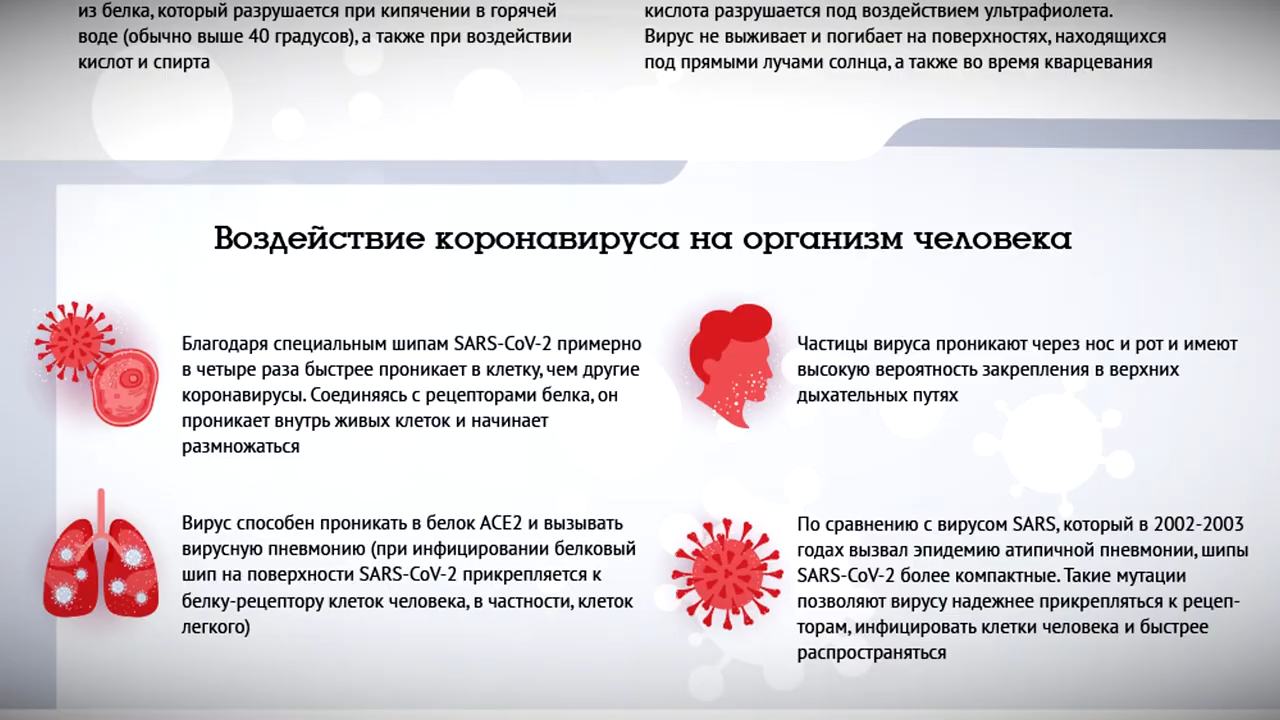 из белка, который разрушается при кипячении в горячей
воде (обычно выше 40 градусов), а также при воздействии
кислот и спирта
кислота разрушается под воздействием ультрафиолета.
Вирус не выживает и погибает на поверхностях, находящихся
под прямыми лучами солнца, а также во время кварцевания
Воздействие коронавируса на организм человека
Благодаря специальным шипам SARS-CoV-2 примерно
в четыре раза быстрее проникает в клетку, чем другие
коронавирусы. Соединяясь с рецепторами белка, он
проникает внутрь живых клеток и начинает
размножаться
Частицы вируса проникают через нос и рот и имеют
высокую вероятность закрепления в верхних
дыхательных путях
Вирус способен проникать в белок ACE2 и вызывать
вирусную пневмонию (при инфицировании белковый
шип на поверхности SARS-CoV-2 прикрепляется к
белку-рецептору клеток человека, в частности, клеток
легкого)
По сравнению с вирусом SARS, который в 2002-2003
годах вызвал эпидемию атипичной пневмонии, шипы
SARS-CoV-2 более компактные. Такие мутации
позволяют вирусу надежнее прикрепляться к рецеп-
торам, инфицировать клетки человека и быстрее
распространяться